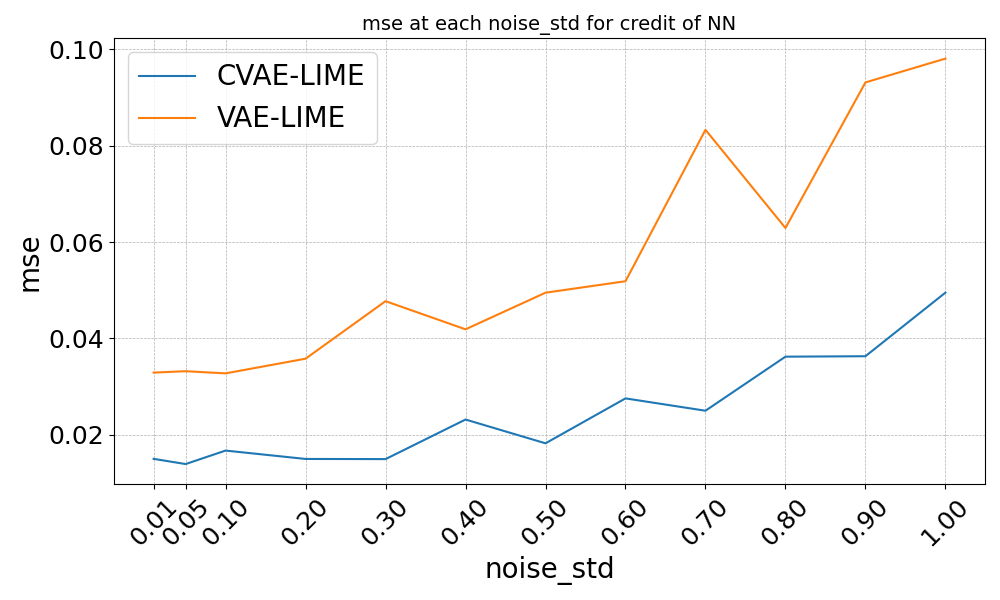 mse at each noise_std for credit of NN
CVAE-LIME
VAE-LIME
mse
0.10
0.08
0.06
0.04
0.02
0.01 0.05 0.10 0.20 0.30 0.40 0.50 0.60 0.70 0.80 0.90 1.00
noise_std